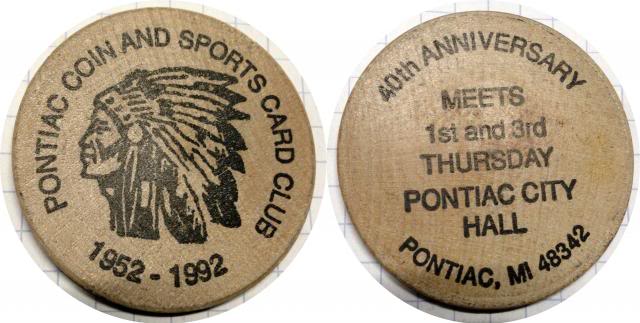 PONTIAC COIN AND SPORTS CARD CLUB
1952 - 1992
40th ANNIVERSARY
MEETS
1st and 3rd
THURSDAY
PONTIAC CITY
HALL
PONTIAC, MI 48342